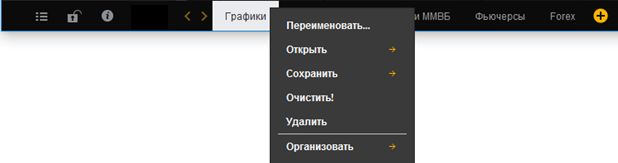 Графики
и ММВБ
Фьючерсы
Forex
Переименовать...
Открыть
Сохранить
Очистить!
Удалить
Организовать